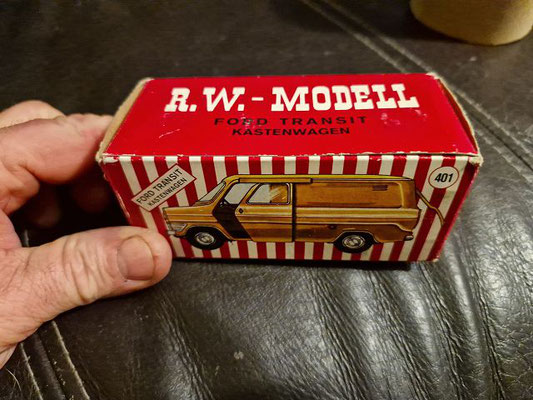 R.W.-MODELL
FORD TRANSIT
KASTENWAGEN
FORD TRANSIT
KASTENWAGEN
401